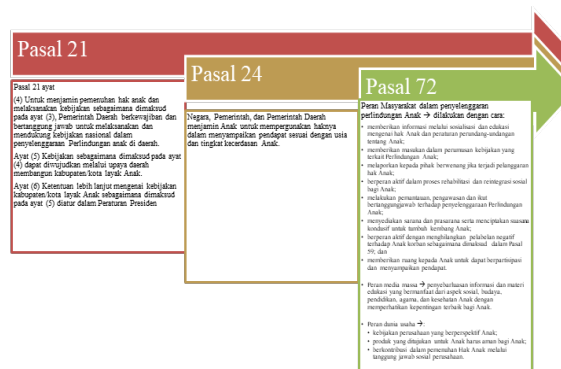 Pasal 21
Pasal 21 ayat
(4) Untuk menjamin pemenuhan hak anak dan
melaksanakan kebijakan sebagaimana dimaksud
pada ayat (3), Pemerintah Daerah berkewajiban dan
bertanggung jawab untuk melaksanakan dan
mendukung kebijakan nasional dalam
penyelenggaraan Perlindungan anak di daerah.
Ayat (5) Kebijakan sebagaimana dimaksud pada ayat
(4) dapat diwujudkan melalui upaya daerah
membangun kabupaten/kota layak Anak.
Ayat (6) Ketentuan lebih lanjut mengenai kebijakan
kabupaten/kota layak Anak sebagaimana dimaksud
pada ayat (5) diatur dalam Peraturan Presiden
Pasal 24
Negara, Pemerintah, dan Pemerintah Daerah
menjamin Anak untuk mempergunakan haknya
dalam menyampaikan pendapat sesuai dengan usia
dan tingkat kecerdasan Anak.
Pasal 72
Peran Masyarakat dalam penyelenggaran
perlindungan Anak → dilakukan dengan cara:
• memberikan informasi melalui sosialisasi dan edukasi
mengenai hak Anak dan peraturan perundang-undangan
tentang Anak;
• memberikan masukan dalam perumusan kebijakan yang
terkait Perlindungan Anak;
• melaporkan kepada pihak berwenang jika terjadi pelanggaran
hak Anak;
• berperan aktif dalam proses rehabilitasi dan reintegrasi sosial
bagi Anak;
• melakukan pemantauan, pengawasan dan ikut
bertanggungjawab terhadap penyelenggaraan Perlindungan
Anak;
• menyediakan sarana dan prasarana serta menciptakan suasana
kondusif untuk tumbuh kembang Anak;
• berperan aktif dengan menghilangkan pelabelan negatif
terhadap Anak korban sebagaimana dimaksud dalam Pasal
59; dan
• memberikan ruang kepada Anak untuk dapat berpartisipasi
dan menyampaikan pendapat.
• Peran media massa → penyebarluasan informasi dan materi
edukasi yang bermanfaat dari aspek sosial, budaya,
pendidikan, agama, dan kesehatan Anak dengan
memperhatikan kepentingan terbaik bagi Anak.
• Peran dunia usaha →:
• kebijakan perusahaan yang berperspektif Anak;
• produk yang ditujukan untuk Anak harus aman bagi Anak;
• berkontribusi dalam pemenuhan Hak Anak melalui
tanggung jawab sosial perusahaan.